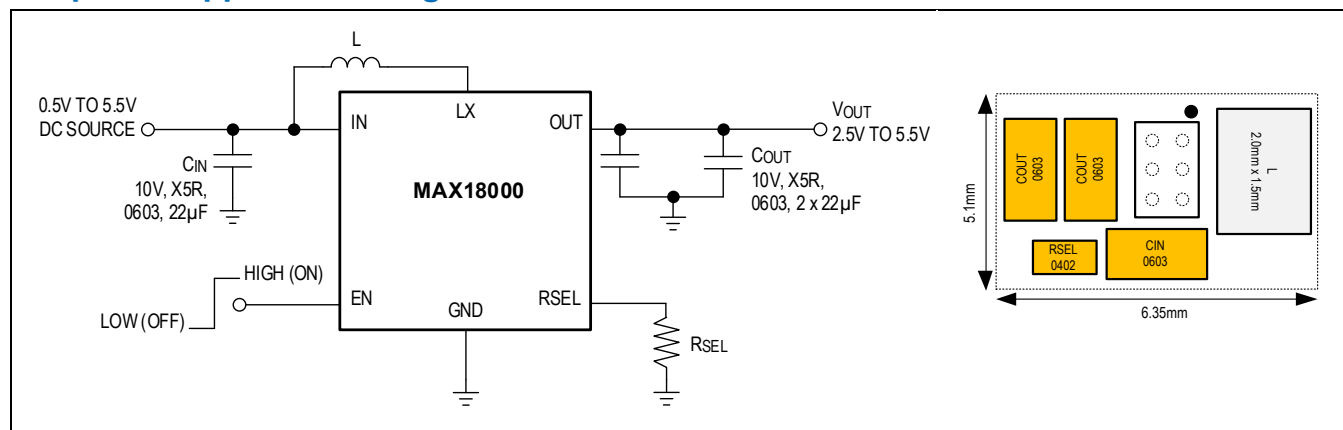 L
0.5V TO 5.5V
DC SOURCE
IN
LX
OUT
VOUT
2.5V TO 5.5V
CIN
10V, X5R,
0603, 22µF
MAX18000
COUT
10V, X5R,
0603, 2 x 22µF
HIGH (ON)
LOW (OFF)
EN
GND
RSEL
RSEL
5.1mm
COUT
0603
COUT
0603
L
2.0mm x 1.5mm
RSEL
0402
CIN
0603
6.35mm